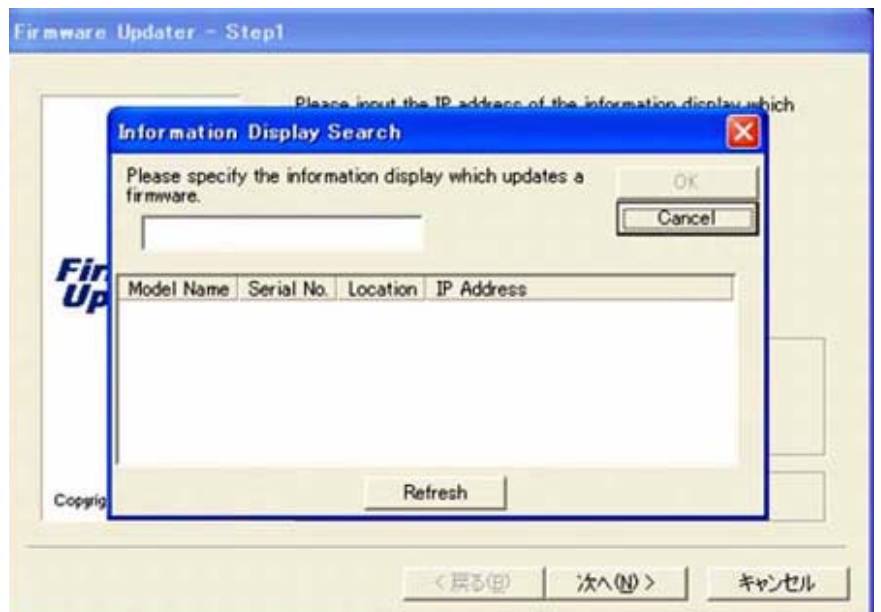 Firmware Updater - Step1
Please input the IP address of the information display which
Information Display Search
Please specify the information display which updates a
firmware.
OK
Cancel
Fir
Up
Model Name Serial No. Location IP Address
Refresh
Copyrig
< 戻る(B) 次へ(N) > キャンセル